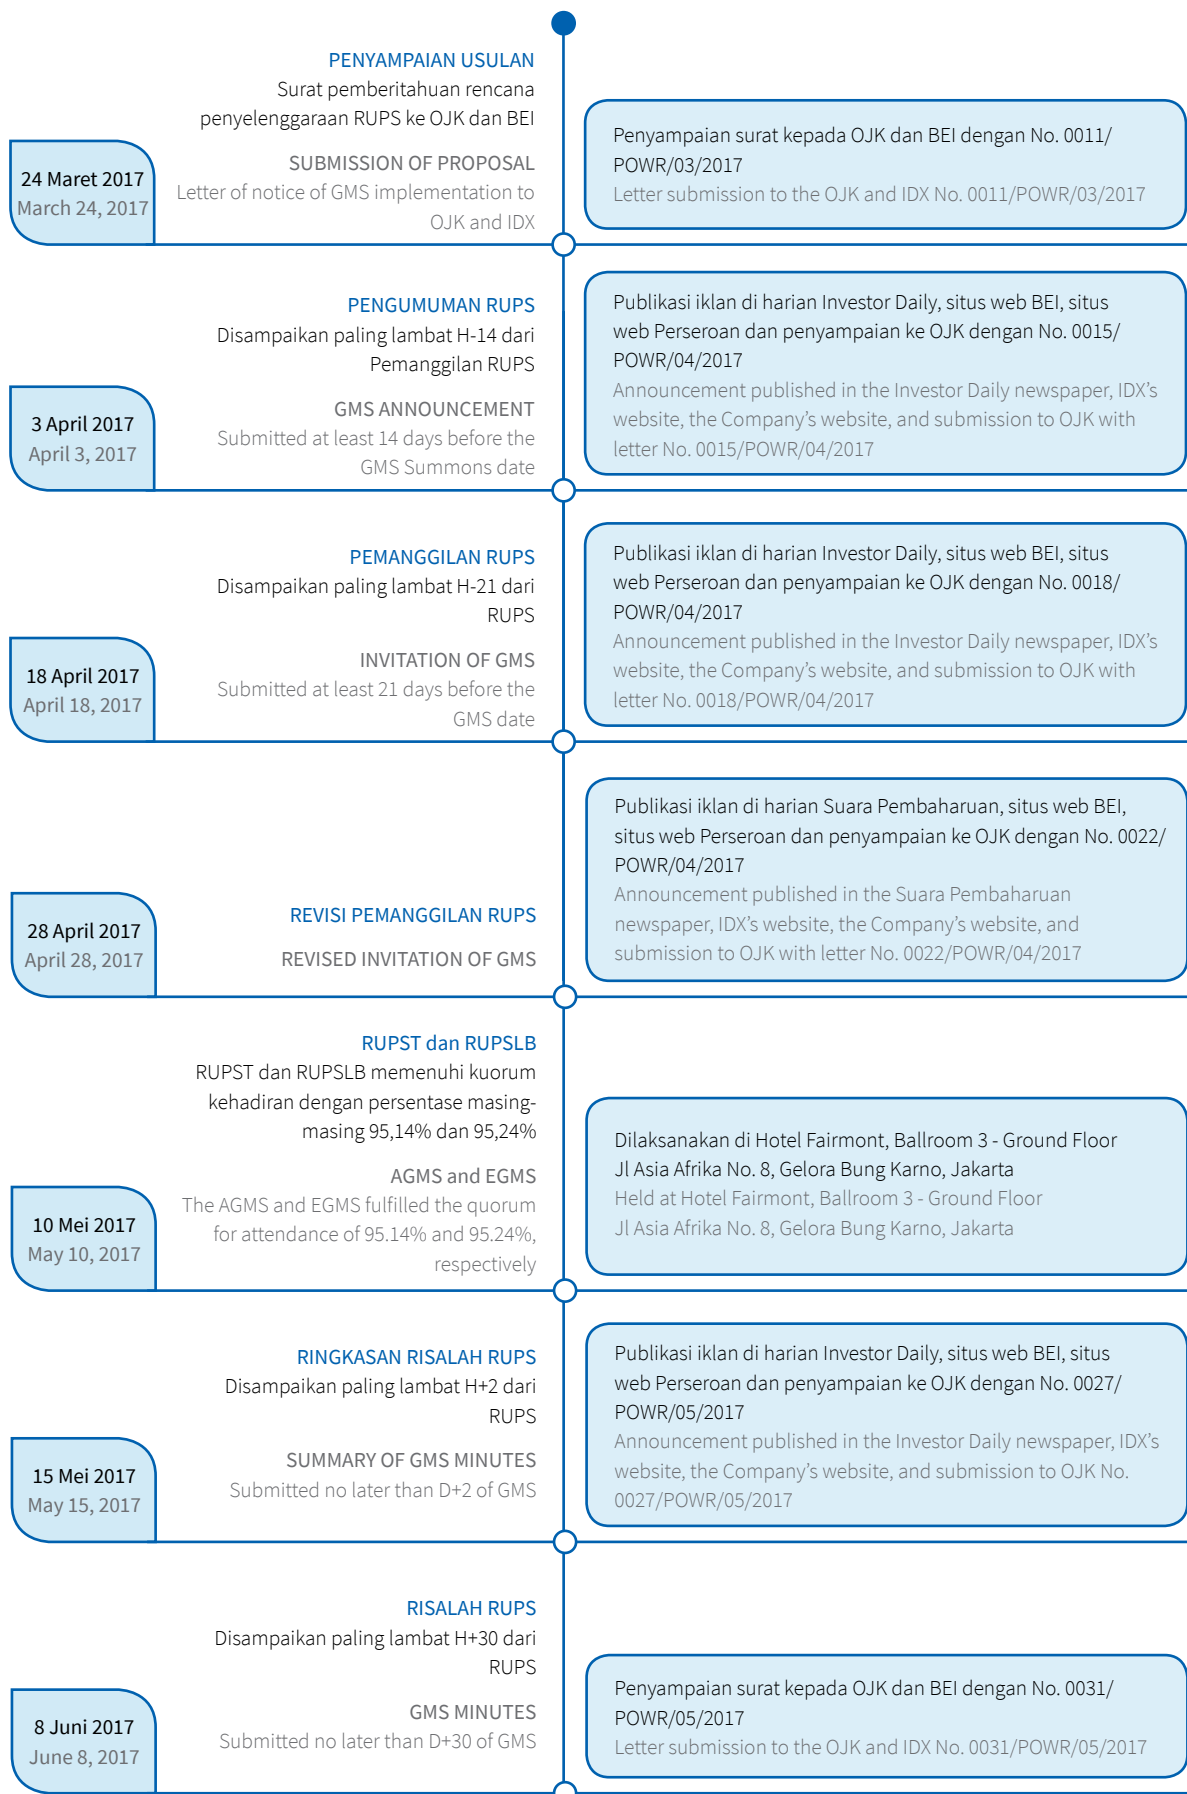 PENYAMPAIAN USULAN
Surat pemberitahuan rencana
penyelenggaraan RUPS ke OJK dan BEI
SUBMISSION OF PROPOSAL
Letter of notice of GMS implementation to
OJK and IDX
24 Maret 2017
March 24, 2017
Penyampaian surat kepada OJK dan BEI dengan No. 0011/
POWR/03/2017
Letter submission to the OJK and IDX No. 0011/POWR/03/2017
PENGUMUMAN RUPS
Disampaikan paling lambat H-14 dari
Pemanggilan RUPS
GMS ANNOUNCEMENT
Submitted at least 14 days before the
GMS Summons date
3 April 2017
April 3, 2017
Publikasi iklan di harian Investor Daily, situs web BEI, situs
web Perseroan dan penyampaian ke OJK dengan No. 0015/
POWR/04/2017
Announcement published in the Investor Daily newspaper, IDX’s
website, the Company’s website, and submission to OJK with
letter No. 0015/POWR/04/2017
PEMANGGILAN RUPS
Disampaikan paling lambat H-21 dari
RUPS
INVITATION OF GMS
Submitted at least 21 days before the
GMS date
18 April 2017
April 18, 2017
Publikasi iklan di harian Investor Daily, situs web BEI, situs
web Perseroan dan penyampaian ke OJK dengan No. 0018/
POWR/04/2017
Announcement published in the Investor Daily newspaper, IDX’s
website, the Company’s website, and submission to OJK with
letter No. 0018/POWR/04/2017
REVISI PEMANGGILAN RUPS
REVISED INVITATION OF GMS
28 April 2017
April 28, 2017
Publikasi iklan di harian Suara Pembaharuan, situs web BEI,
situs web Perseroan dan penyampaian ke OJK dengan No. 0022/
POWR/04/2017
Announcement published in the Suara Pembaharuan
newspaper, IDX’s website, the Company’s website, and
submission to OJK with letter No. 0022/POWR/04/2017
RUPST dan RUPSLB
RUPST dan RUPSLB memenuhi kuorum
kehadiran dengan persentase masing-
masing 95,14% dan 95,24%
AGMS and EGMS
The AGMS and EGMS fulfilled the quorum
for attendance of 95.14% and 95.24%,
respectively
10 Mei 2017
May 10, 2017
Dilaksanakan di Hotel Fairmont, Ballroom 3 - Ground Floor
Jl Asia Afrika No. 8, Gelora Bung Karno, Jakarta
Held at Hotel Fairmont, Ballroom 3 - Ground Floor
Jl Asia Afrika No. 8, Gelora Bung Karno, Jakarta
RINGKASAN RISALAH RUPS
Disampaikan paling lambat H+2 dari
RUPS
SUMMARY OF GMS MINUTES
Submitted no later than D+2 of GMS
15 Mei 2017
May 15, 2017
Publikasi iklan di harian Investor Daily, situs web BEI, situs
web Perseroan dan penyampaian ke OJK dengan No. 0027/
POWR/05/2017
Announcement published in the Investor Daily newspaper, IDX’s
website, the Company’s website, and submission to OJK No.
0027/POWR/05/2017
RISALAH RUPS
Disampaikan paling lambat H+30 dari
RUPS
GMS MINUTES
Submitted no later than D+30 of GMS
8 Juni 2017
June 8, 2017
Penyampaian surat kepada OJK dan BEI dengan No. 0031/
POWR/05/2017
Letter submission to the OJK and IDX No. 0031/POWR/05/2017